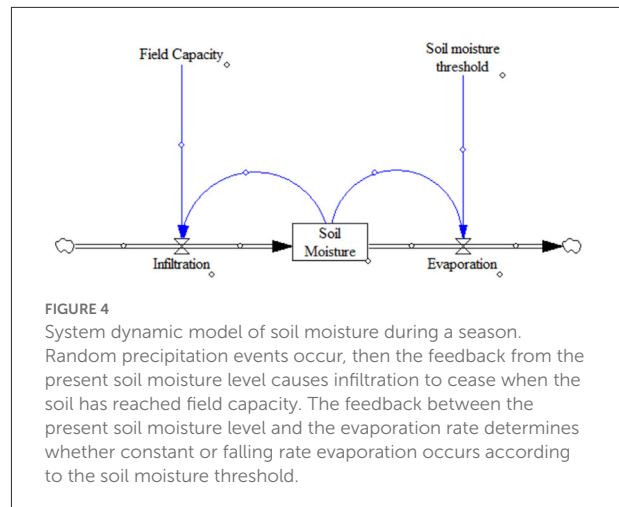 Field Capacity
Soil moisture
threshold
Soil
Moisture
Infiltration
Evaporation
FIGURE 4
System dynamic model of soil moisture during a season.
Random precipitation events occur, then the feedback from the
present soil moisture level causes infiltration to cease when the
soil has reached field capacity. The feedback between the
present soil moisture level and the evaporation rate determines
whether constant or falling rate evaporation occurs according
to the soil moisture threshold.